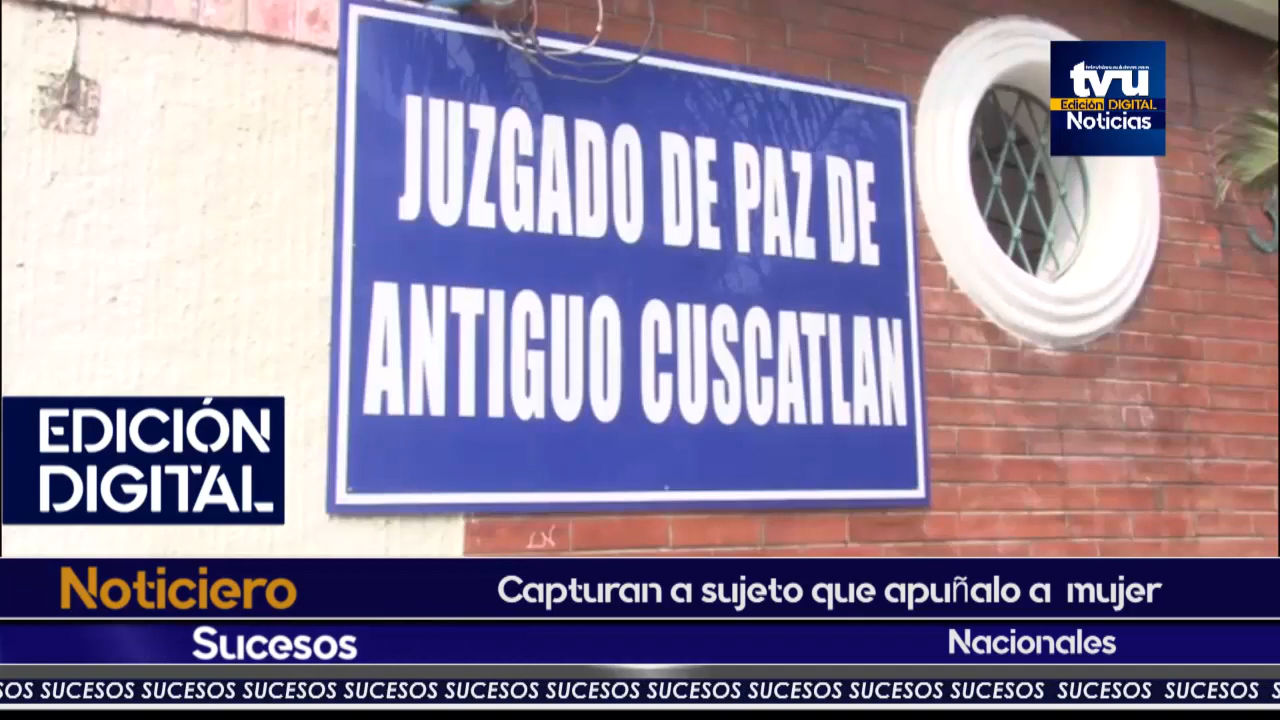 tvu
Edición DIGITAL
Noticias
JUZGADO DE PAZ DE
ANTIGUO CUSCATLAN
EDICIÓN
DIGITAL
Noticiero
Capturan a sujeto que apuñalo a mujer
Sucesos
Nacionales
SOS SUCESOS SUCESOS SUCESOS SUCESOS SUCESOS SUCESOS SUCESOS SUCESOS SUCESOS SUCESOS SUCESOS SUCESOS S